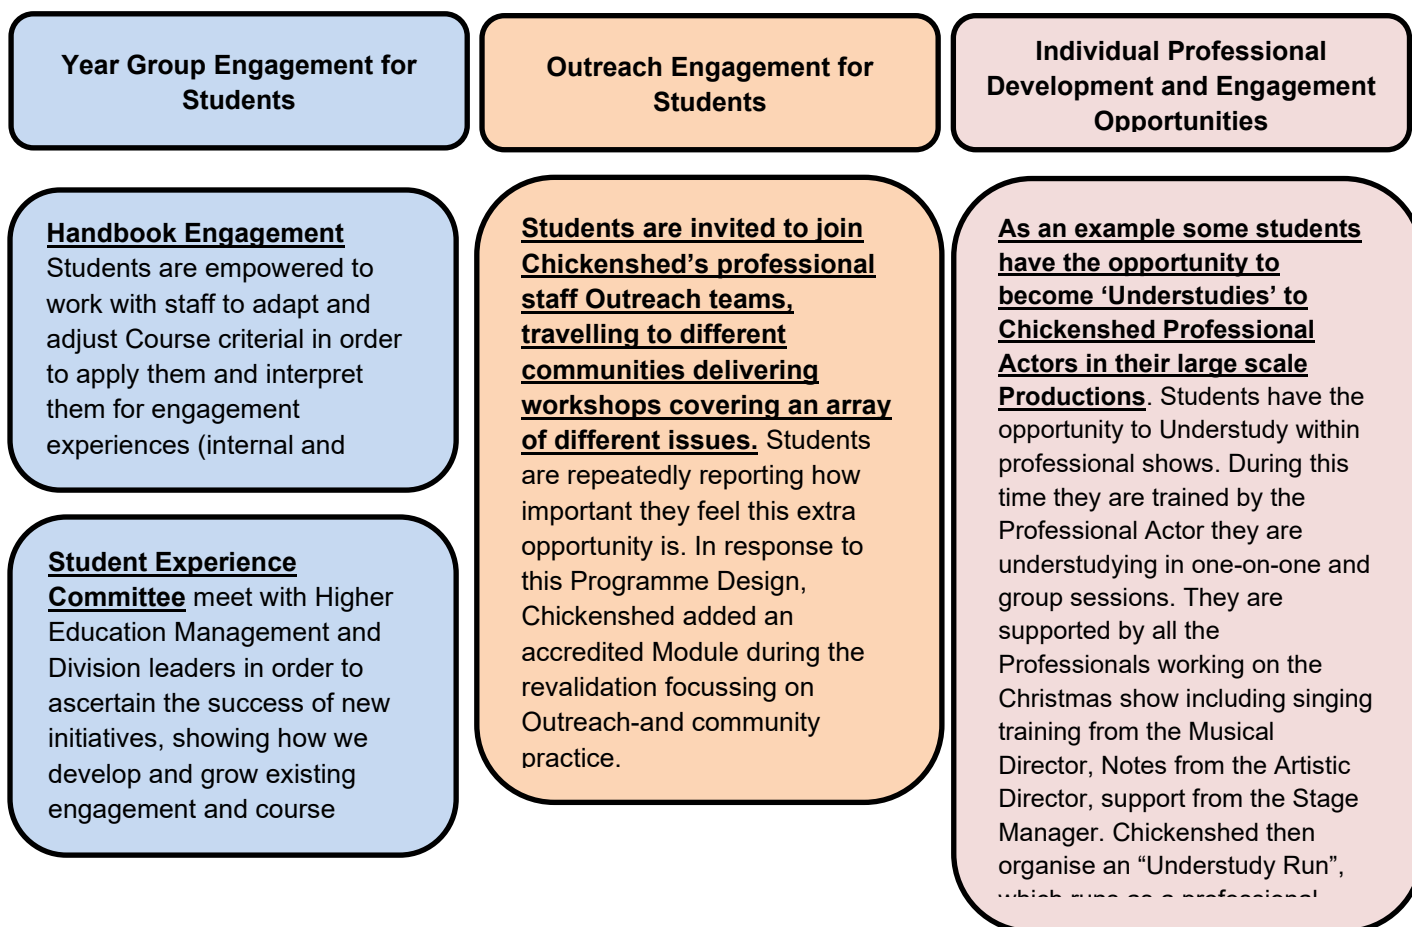 Year Group Engagement for
Students
Outreach Engagement for
Students
Individual Professional
Development and Engagement
Opportunities
Handbook Engagement
Students are empowered to
work with staff to adapt and
adjust Course criterial in order
to apply them and interpret
them for engagement
experiences (internal and
Student Experience
Committee meet with Higher
Education Management and
Division leaders in order to
ascertain the success of new
initiatives, showing how we
develop and grow existing
engagement and course
Students are invited to join
Chickenshed’s professional
staff Outreach teams,
travelling to different
communities delivering
workshops covering an array
of different issues. Students
are repeatedly reporting how
important they feel this extra
opportunity is. In response to
this Programme Design,
Chickenshed added an
accredited Module during the
revalidation focussing on
Outreach-and community
practice.
As an example some students
have the opportunity to
become ‘Understudies’ to
Chickenshed Professional
Actors in their large scale
Productions. Students have the
opportunity to Understudy within
professional shows. During this
time they are trained by the
Professional Actor they are
understudying in one-on-one and
group sessions. They are
supported by all the
Professionals working on the
Christmas show including singing
training from the Musical
Director, Notes from the Artistic
Director, support from the Stage
Manager. Chickenshed then
organise an “Understudy Run”,
which runs as a professional